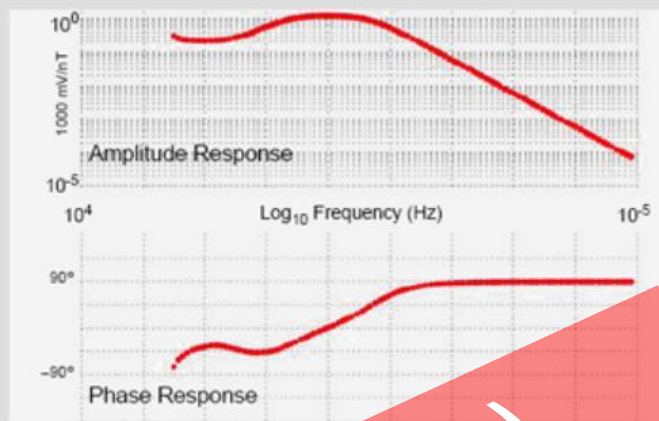 10⁰
1000 mV/nT
Amplitude Response
10⁻⁵
10⁴
Log₁₀ Frequency (Hz)
10⁻⁵
90°
–90°
Phase Response